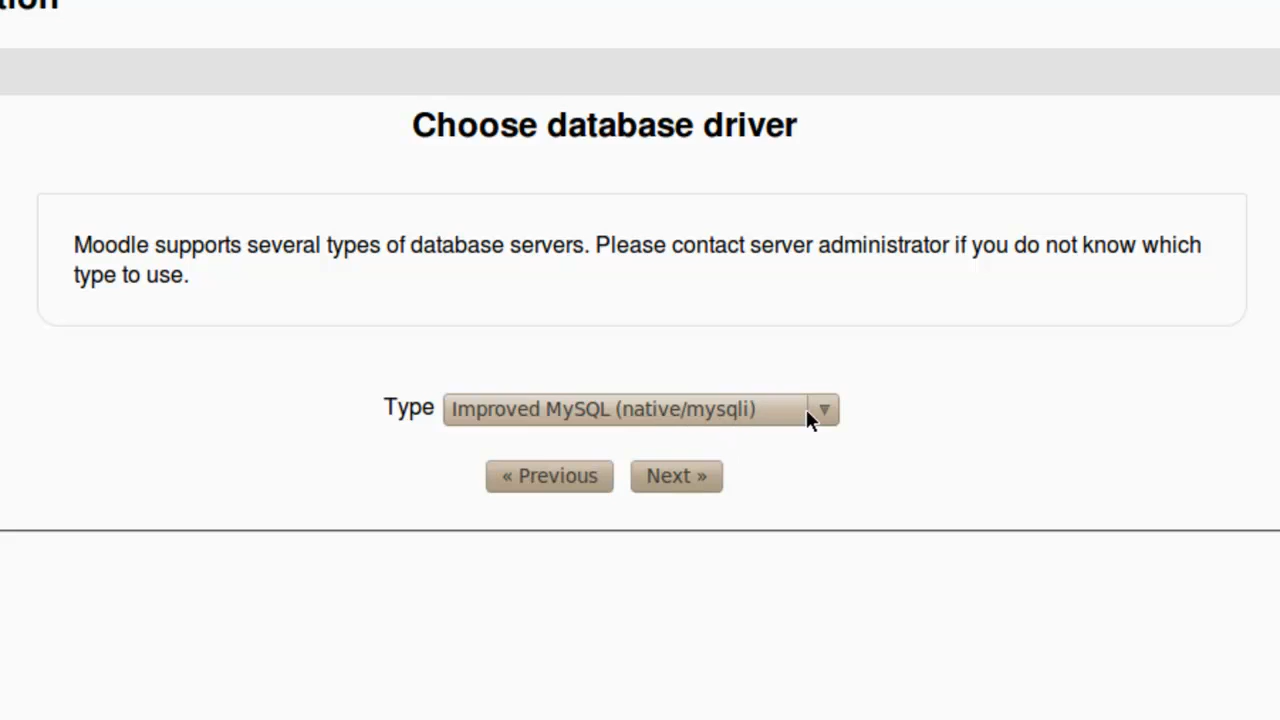 Choose database driver
Moodle supports several types of database servers. Please contact server administrator if you do not know which
type to use.
Type Improved MySQL (native/mysqli)
« Previous Next »